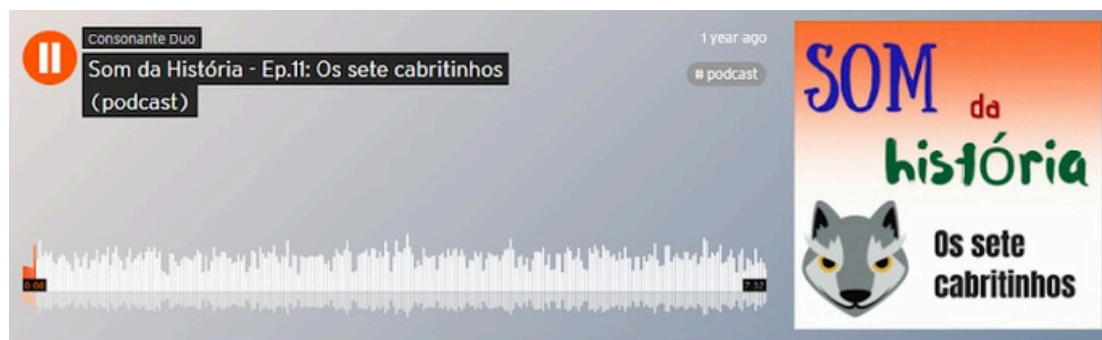 Consonante Duo
1 year ago
Som da História - Ep.11: Os sete cabritinhos
(podcast)
# podcast
0:08
7:32
SOM
da
históRia
Os sete
cabritinhos